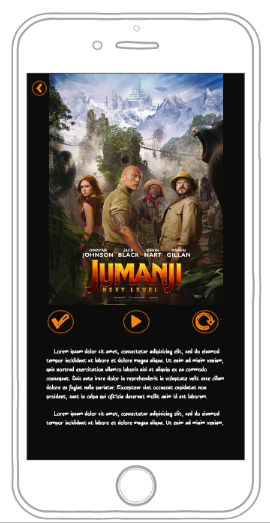 DWAYNE JACK KEVIN KAREN
JOHNSON BLACK HART GILLAN
JUMANJI
NEXT LEVEL
Lorem ipsum dolor sit amet, consectetur adipiscing elit, sed do eiusmod
tempor incididunt ut labore et dolore magna aliqua. Ut enim ad minim veniam,
quis nostrud exercitation ullamco laboris nisi ut aliquip ex ea commodo
consequat. Duis aute irure dolor in reprehenderit in voluptate velit esse cillum
dolore eu fugiat nulla pariatur. Excepteur sint occaecat cupidatat non
proident, sunt in culpa qui officia deserunt mollit anim id est laborum.
Lorem ipsum dolor sit amet, consectetur adipiscing elit, sed do eiusmod
tempor incididunt ut labore et dolore magna aliqua. Ut enim ad minim veniam,